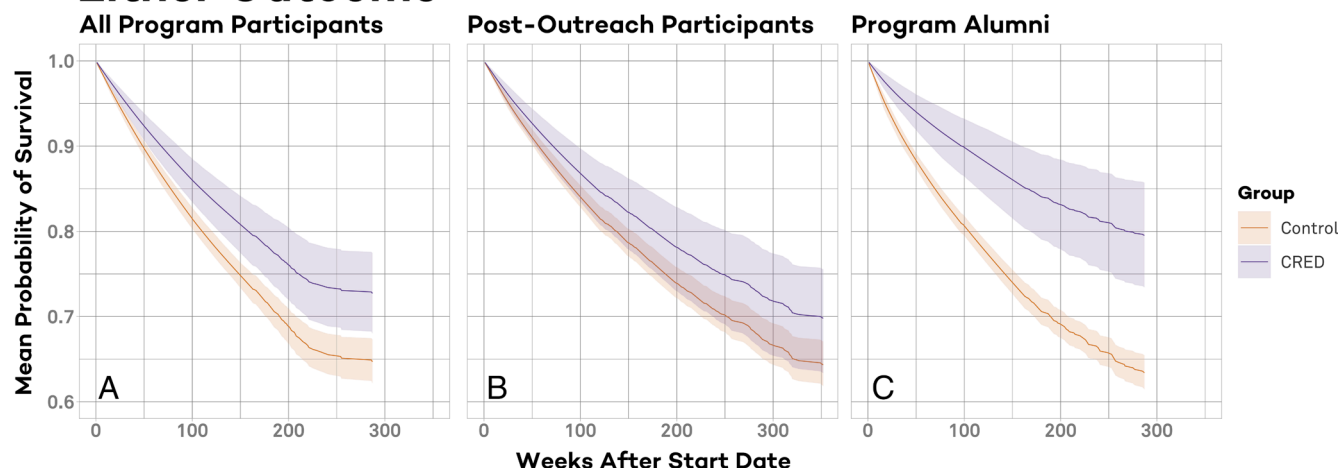 All Program Participants
Post-Outreach Participants
Program Alumni
Mean Probability of Survival
1.0
0.9
0.8
0.7
0.6
A
B
C
0 100 200 300
0 100 200 300
0 100 200 300
Weeks After Start Date
Group
Control
CRED